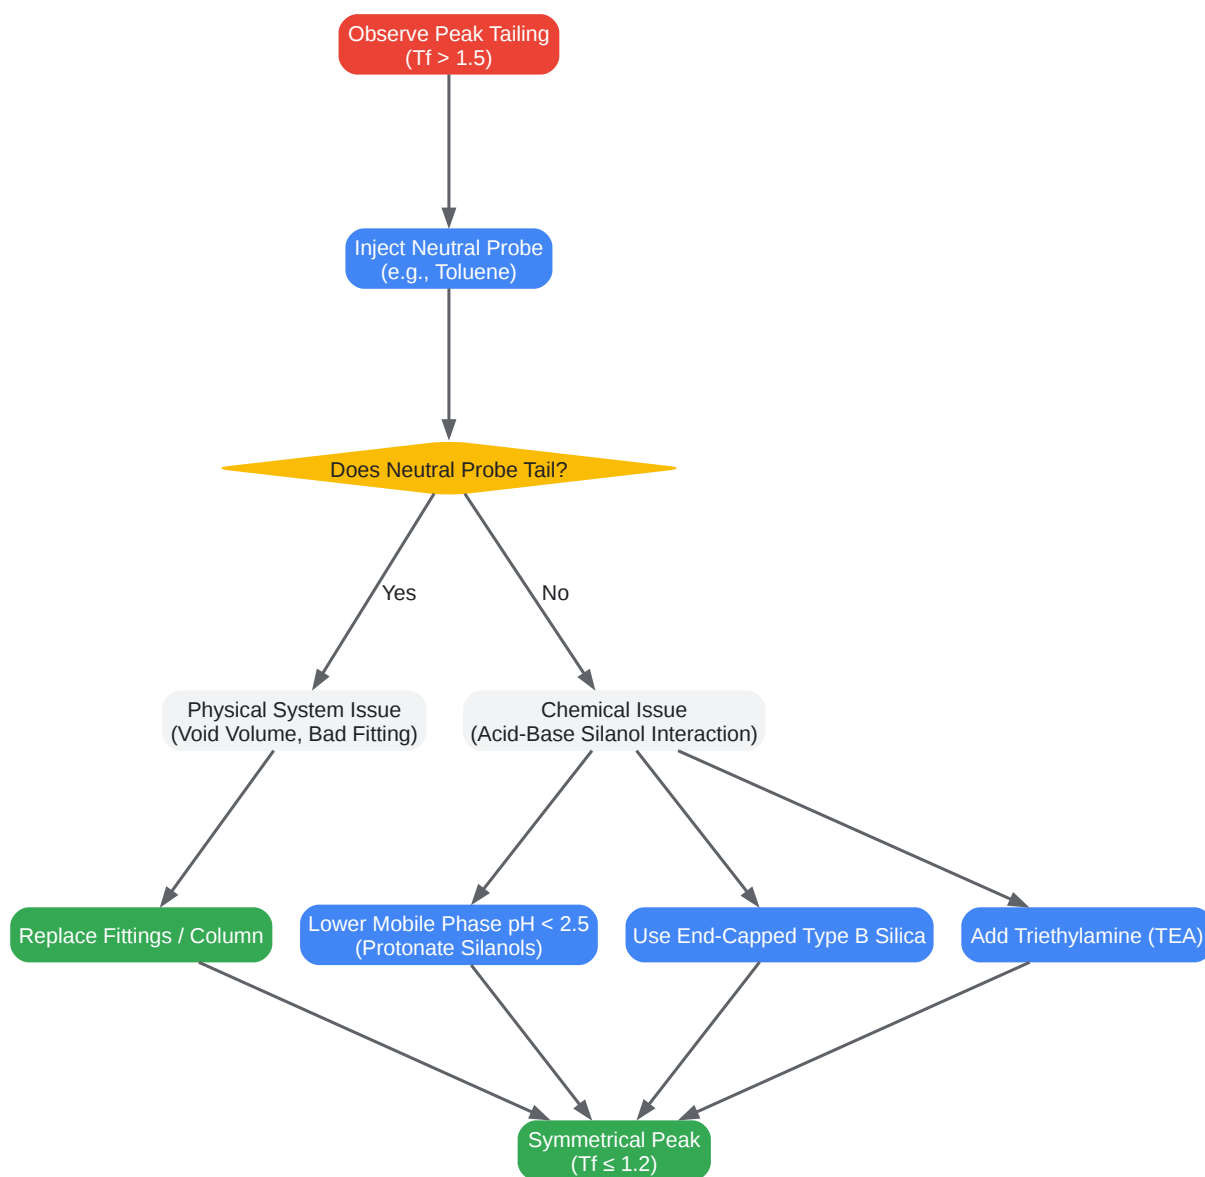 Observe Peak Tailing
(Tf > 1.5)
Inject Neutral Probe
(e.g., Toluene)
Does Neutral Probe Tail?
Yes
No
Physical System Issue
(Void Volume, Bad Fitting)
Chemical Issue
(Acid-Base Silanol Interaction)
Replace Fittings / Column
Lower Mobile Phase pH < 2.5
(Protonate Silanols)
Use End-Capped Type B Silica
Add Triethylamine (TEA)
Symmetrical Peak
(Tf ≤ 1.2)